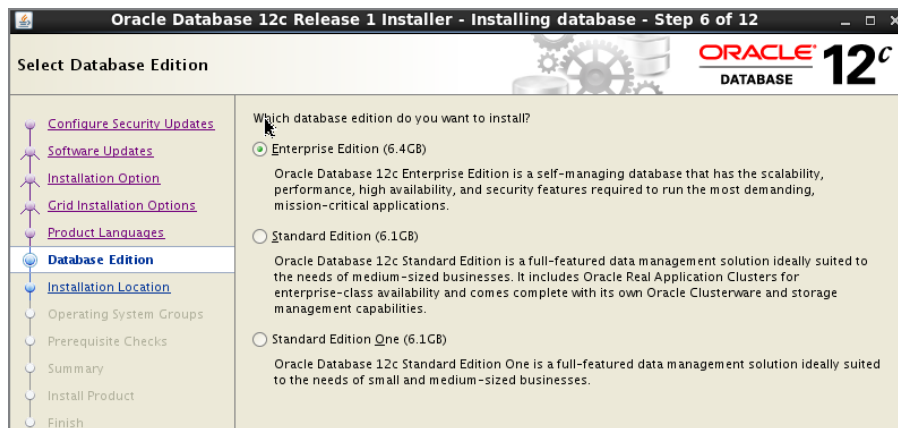 Oracle Database 12c Release 1 Installer - Installing database - Step 6 of 12
Select Database Edition
ORACLE
DATABASE
12c
Configure Security Updates
Software Updates
Installation Option
Grid Installation Options
Product Languages
Database Edition
Installation Location
Operating System Groups
Prerequisite Checks
Summary
Install Product
Finish
Which database edition do you want to install?
Enterprise Edition (6.4GB)
Oracle Database 12c Enterprise Edition is a self-managing database that has the scalability,
performance, high availability, and security features required to run the most demanding,
mission-critical applications.
Standard Edition (6.1GB)
Oracle Database 12c Standard Edition is a full-featured data management solution ideally suited to
the needs of medium-sized businesses. It includes Oracle Real Application Clusters for
enterprise-class availability and comes complete with its own Oracle Clusterware and storage
management capabilities.
Standard Edition One (6.1GB)
Oracle Database 12c Standard Edition One is a full-featured data management solution ideally suited
to the needs of small and medium-sized businesses.